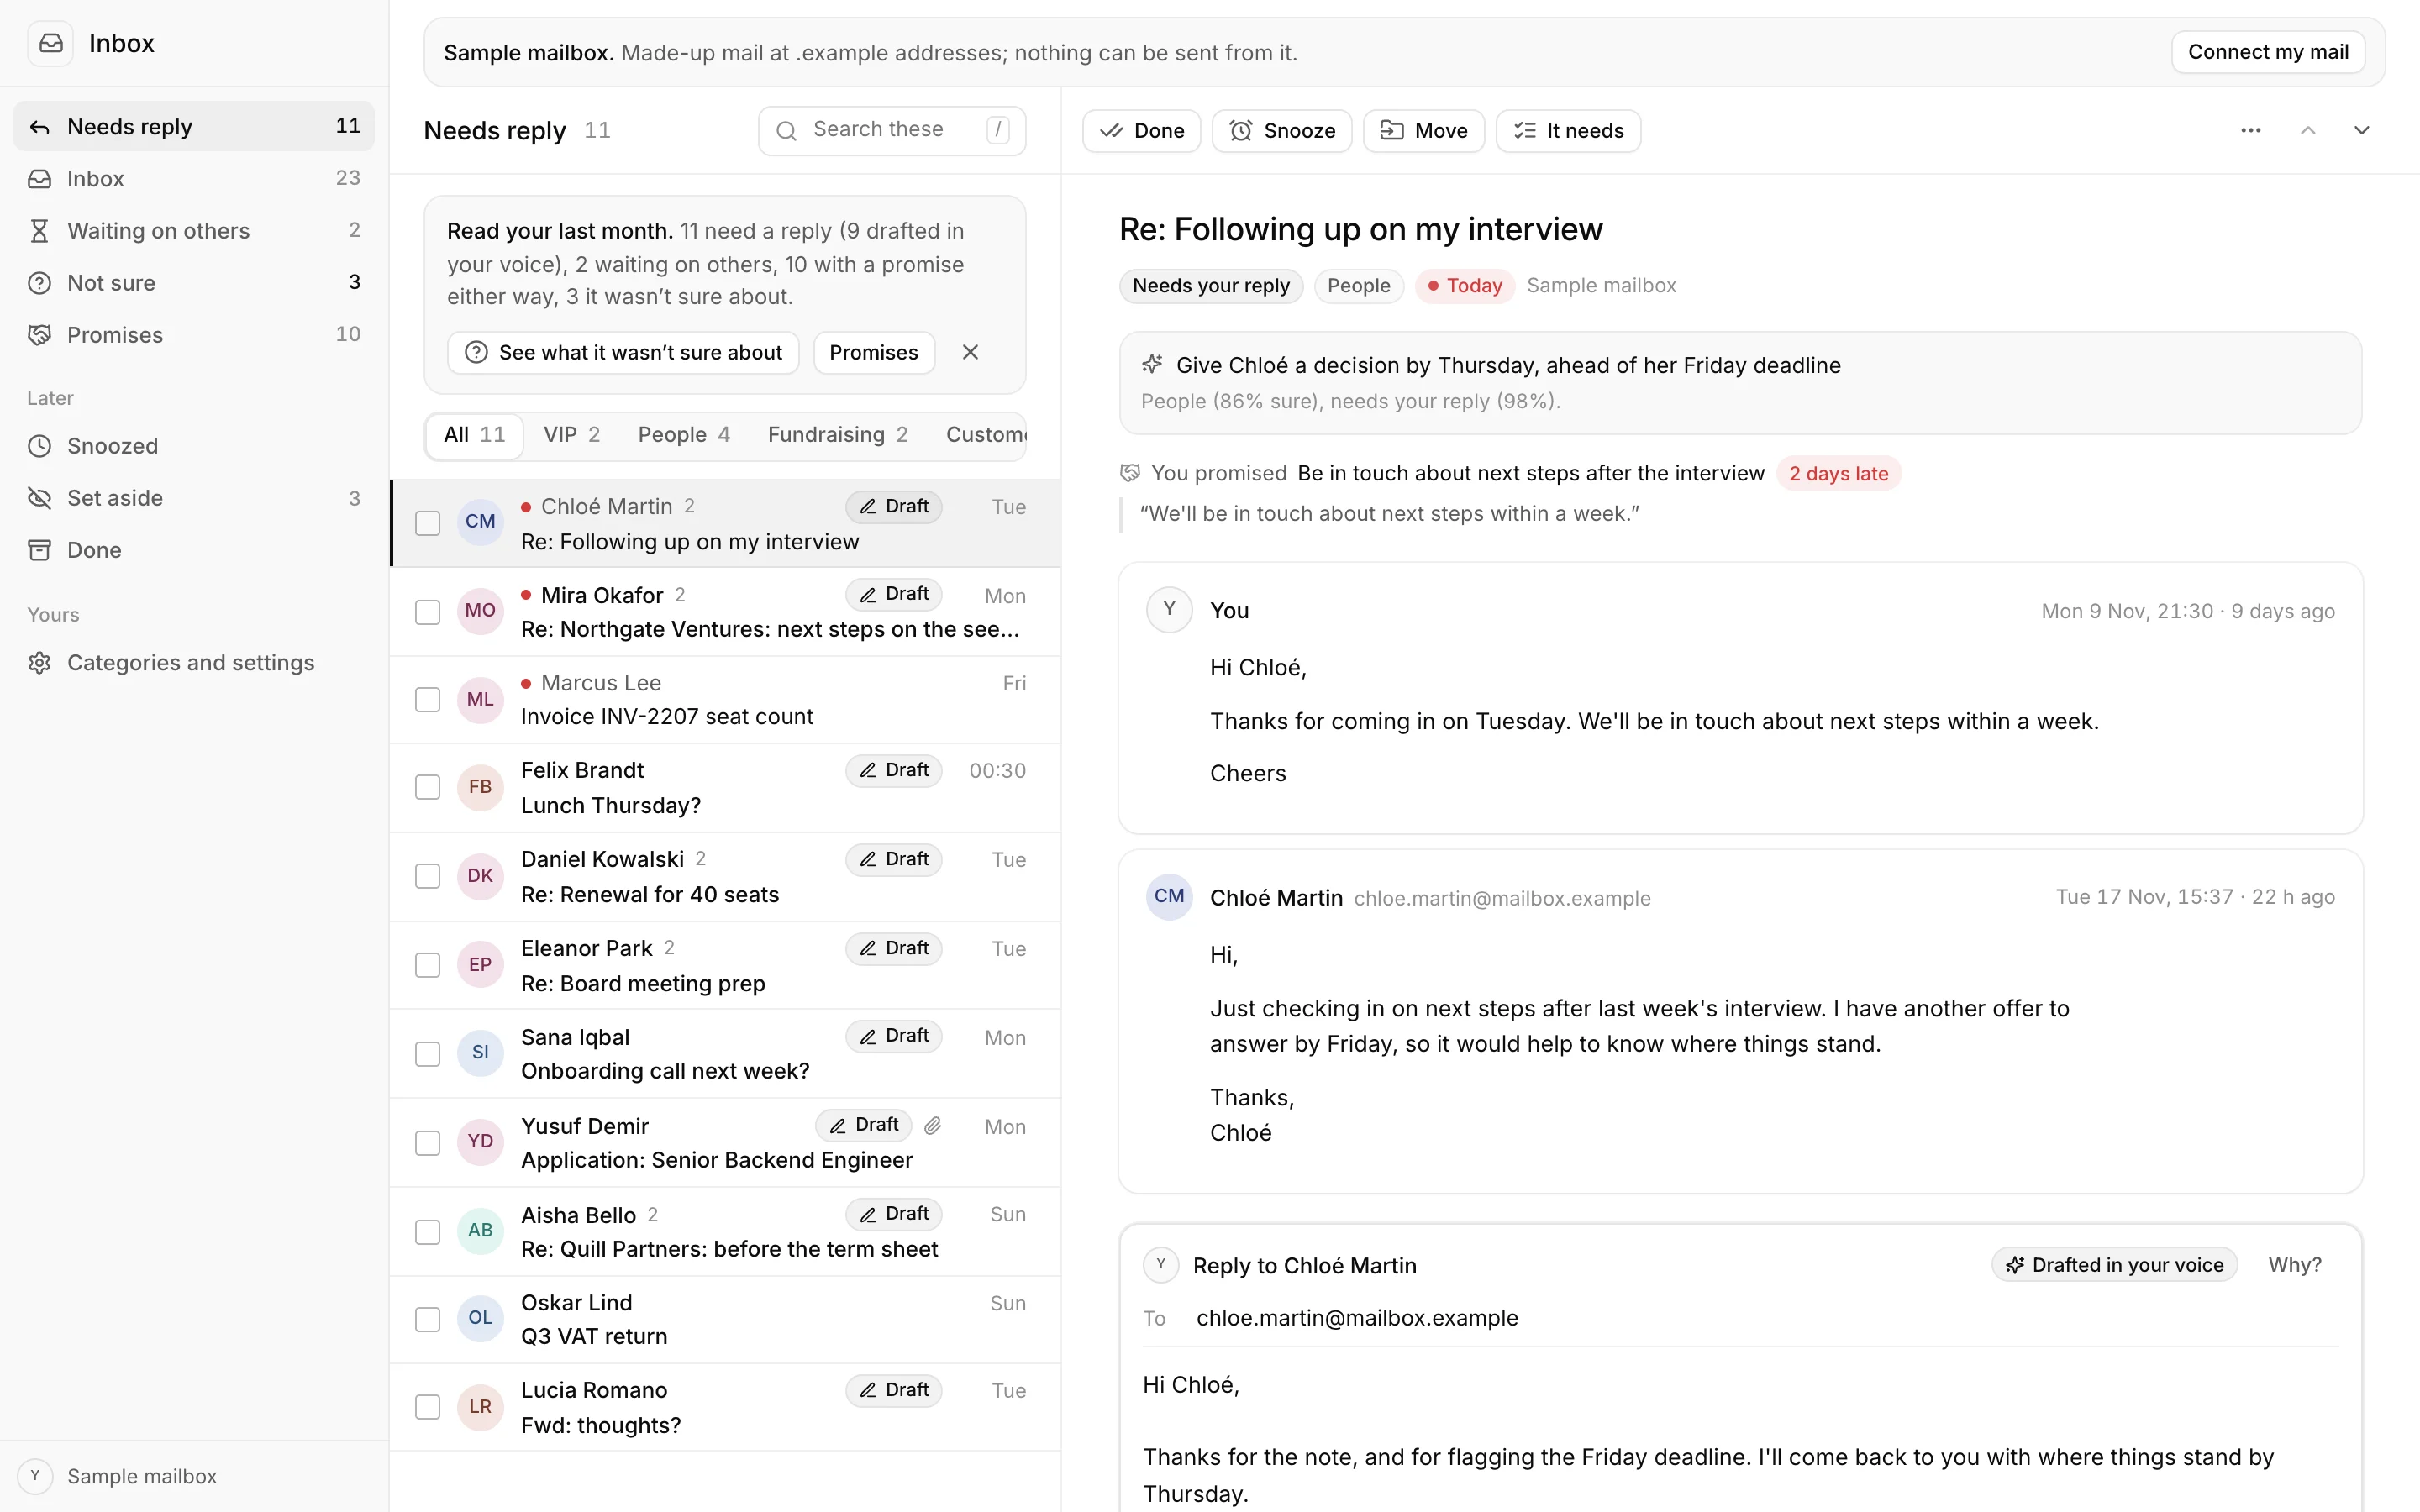 Inbox
Needs reply 11
Inbox 23
Waiting on others 2
Not sure 3
Promises 10
Later
Snoozed
Set aside 3
Done
Yours
Categories and settings
Y Sample mailbox
Sample mailbox. Made-up mail at .example addresses; nothing can be sent from it.
Connect my mail
Needs reply 11
Search these /
Read your last month. 11 need a reply (9 drafted in
your voice), 2 waiting on others, 10 with a promise
either way, 3 it wasn’t sure about.
See what it wasn’t sure about
Promises
All 11 VIP 2 People 4 Fundraising 2 Custome
CM Chloé Martin 2 Draft Tue
Re: Following up on my interview
MO Mira Okafor 2 Draft Mon
Re: Northgate Ventures: next steps on the see...
ML Marcus Lee Fri
Invoice INV-2207 seat count
FB Felix Brandt Draft 00:30
Lunch Thursday?
DK Daniel Kowalski 2 Draft Tue
Re: Renewal for 40 seats
EP Eleanor Park 2 Draft Tue
Re: Board meeting prep
SI Sana Iqbal Draft Mon
Onboarding call next week?
YD Yusuf Demir Draft Mon
Application: Senior Backend Engineer
AB Aisha Bello 2 Draft Sun
Re: Quill Partners: before the term sheet
OL Oskar Lind Sun
Q3 VAT return
LR Lucia Romano Draft Tue
Fwd: thoughts?
Done Snooze Move It needs
Re: Following up on my interview
Needs your reply People Today Sample mailbox
Give Chloé a decision by Thursday, ahead of her Friday deadline
People (86% sure), needs your reply (98%).
You promised Be in touch about next steps after the interview 2 days late
“We'll be in touch about next steps within a week.”
Y You Mon 9 Nov, 21:30 · 9 days ago
Hi Chloé,
Thanks for coming in on Tuesday. We'll be in touch about next steps within a week.
Cheers
CM Chloé Martin chloe.martin@mailbox.example Tue 17 Nov, 15:37 · 22 h ago
Hi,
Just checking in on next steps after last week's interview. I have another offer to
answer by Friday, so it would help to know where things stand.
Thanks,
Chloé
Y Reply to Chloé Martin Drafted in your voice Why?
To chloe.martin@mailbox.example
Hi Chloé,
Thanks for the note, and for flagging the Friday deadline. I'll come back to you with where things stand by
Thursday.